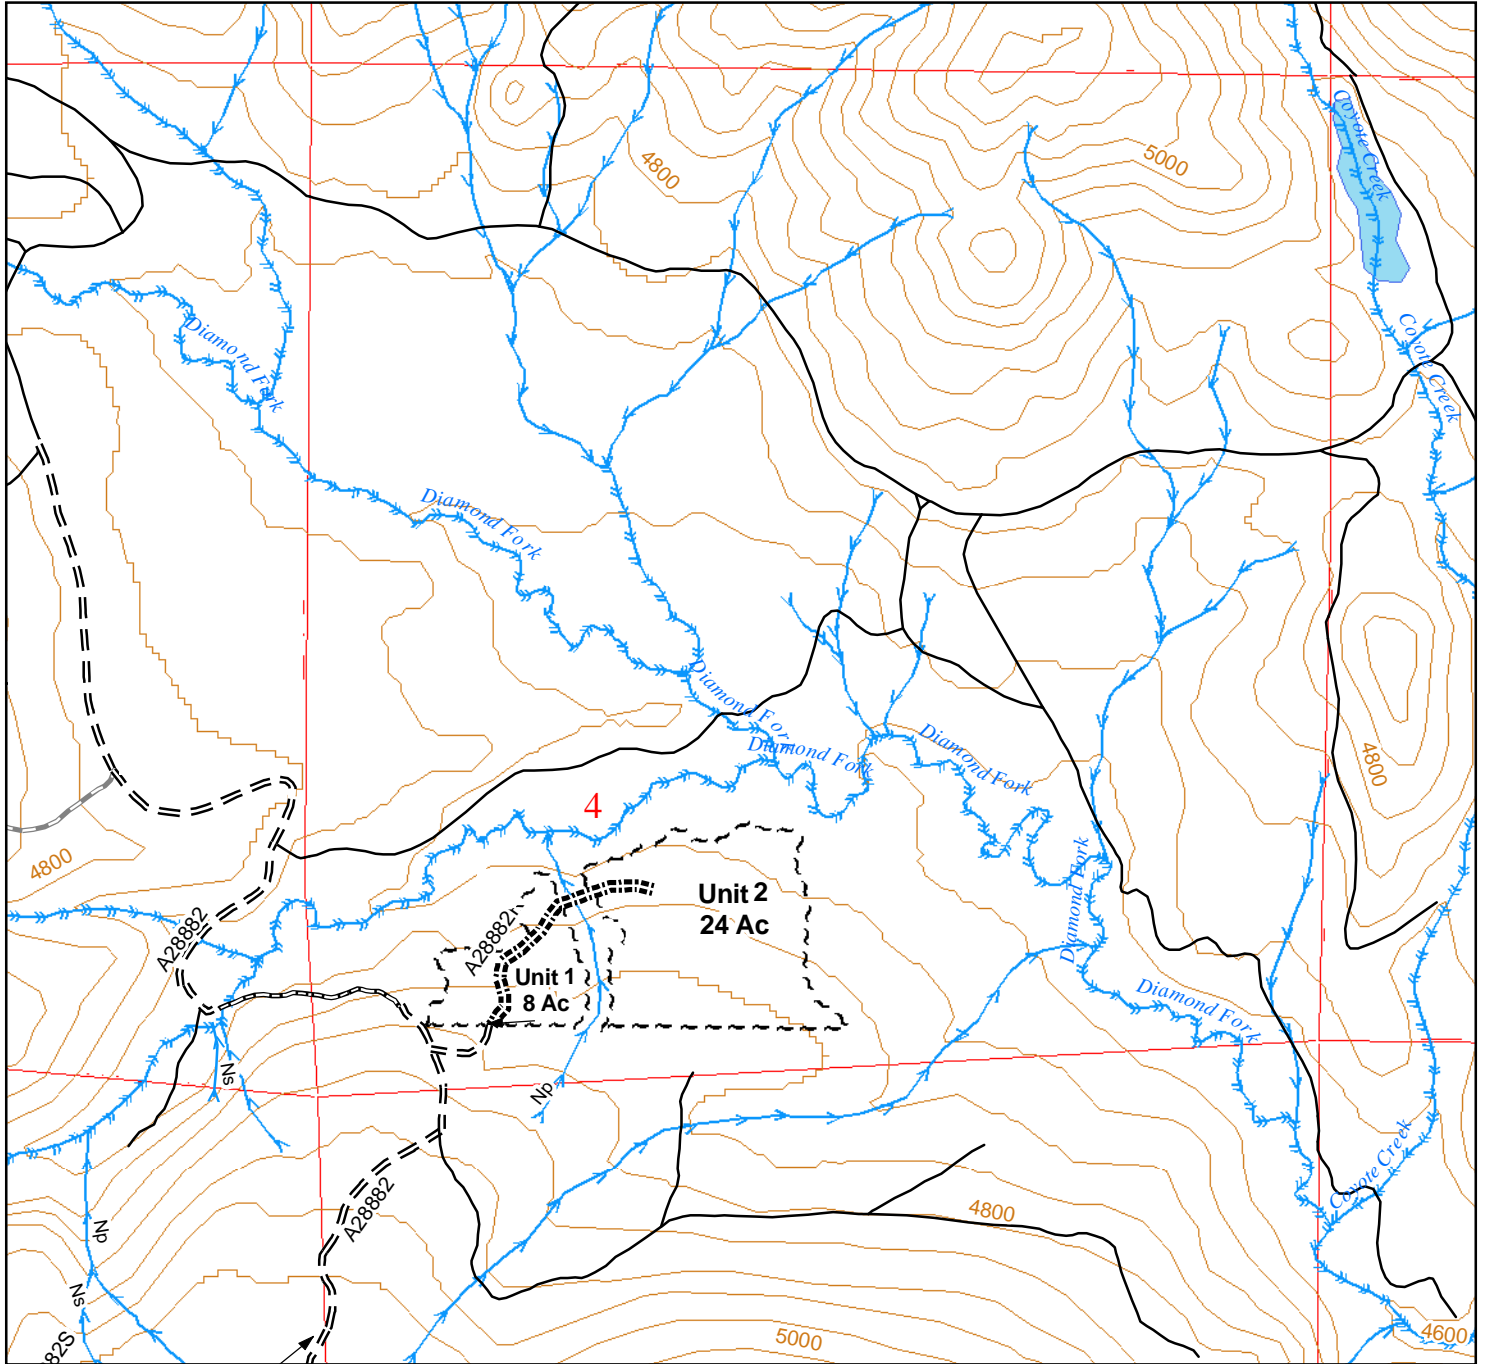 Coyote Creek
5000
4800
Diamond Fork
Coyote Creek
Diamond Fork
Diamond Fork
Diamond Fork
Diamond Fork
4800
4
4800
Diamond Fork
Unit 2
24 Ac
A28882
A28882
Unit 1
8 Ac
Diamond Fork
Ns
Np
Coyote Creek
A28882
4800
Np
Ns
82S
5000
4600